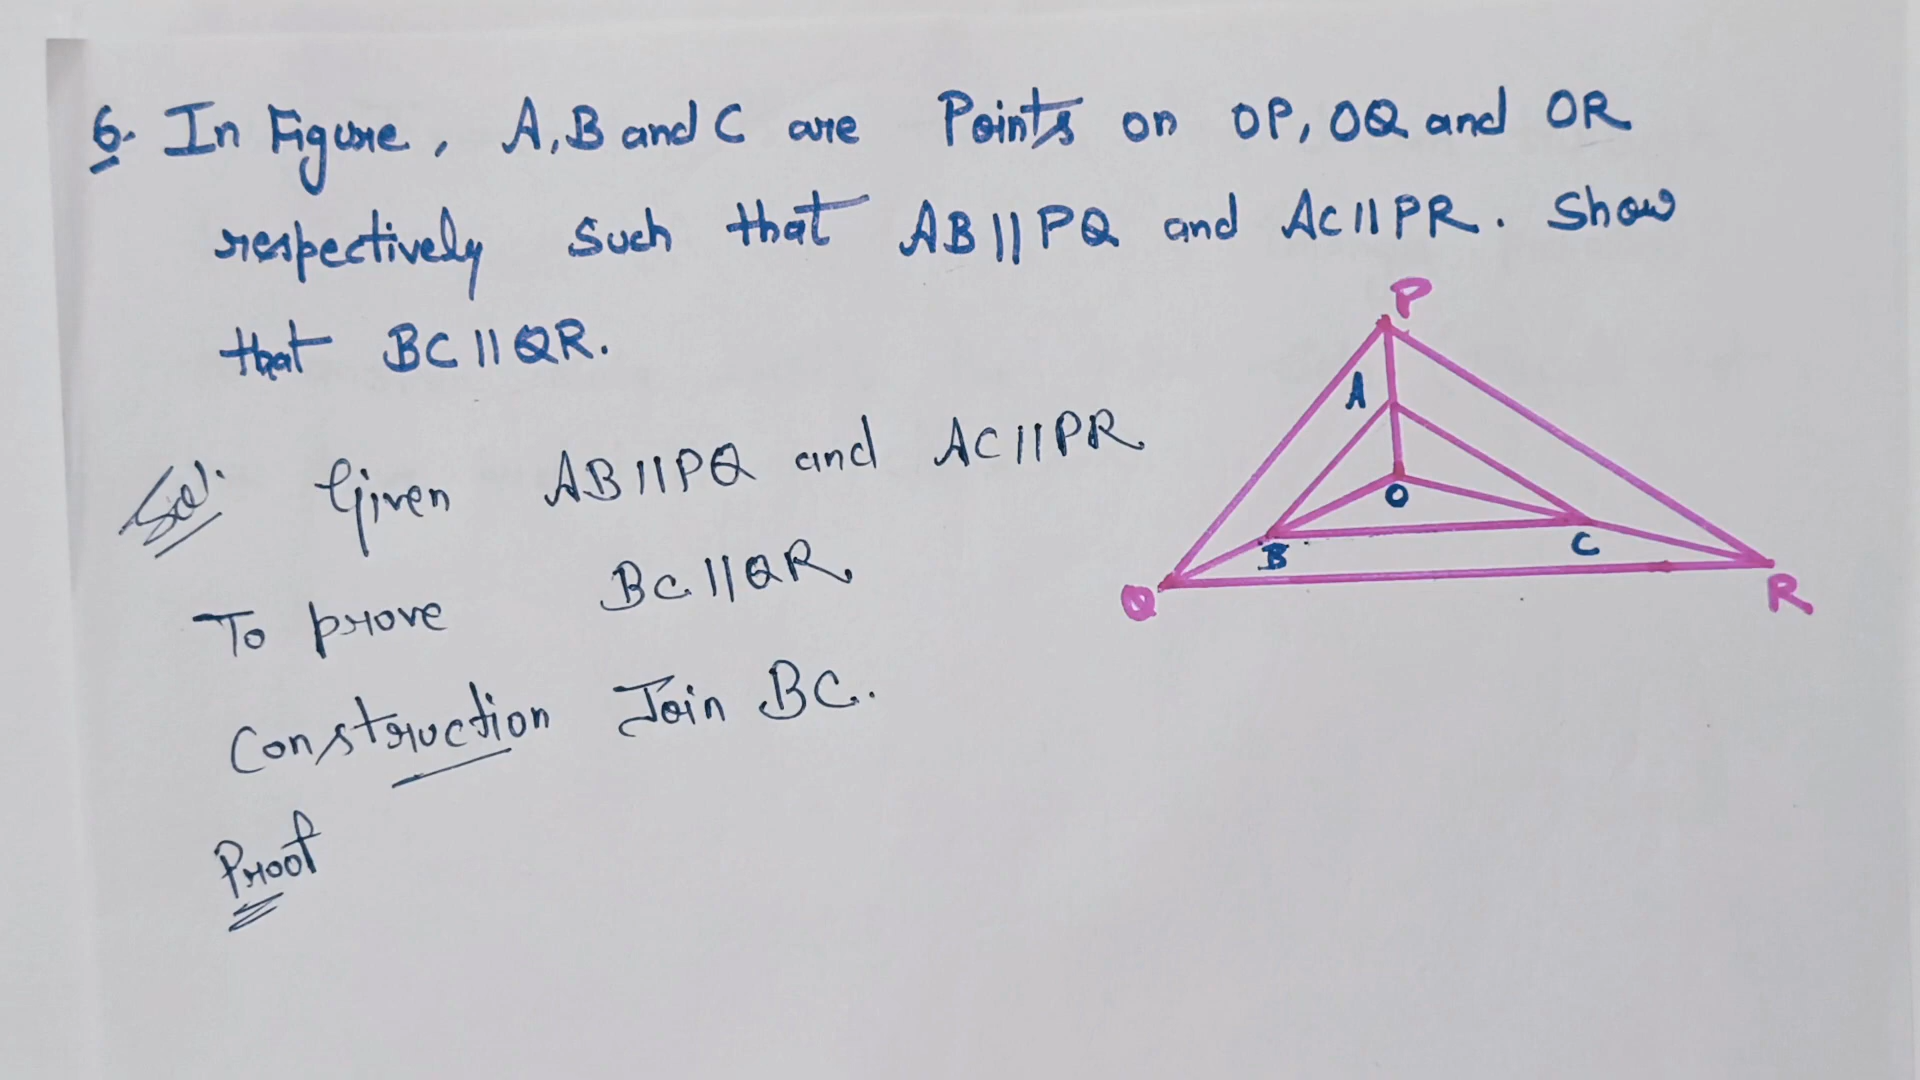 6. In Figure, A, B and C are Points on OP, OQ and OR
respectively such that AB || PQ and AC || PR. Show
that BC || QR.
P
A
O
B
C
Q
R
Sol. Given AB || PQ and AC || PR
To prove BC || QR
Construction Join BC.
Proof